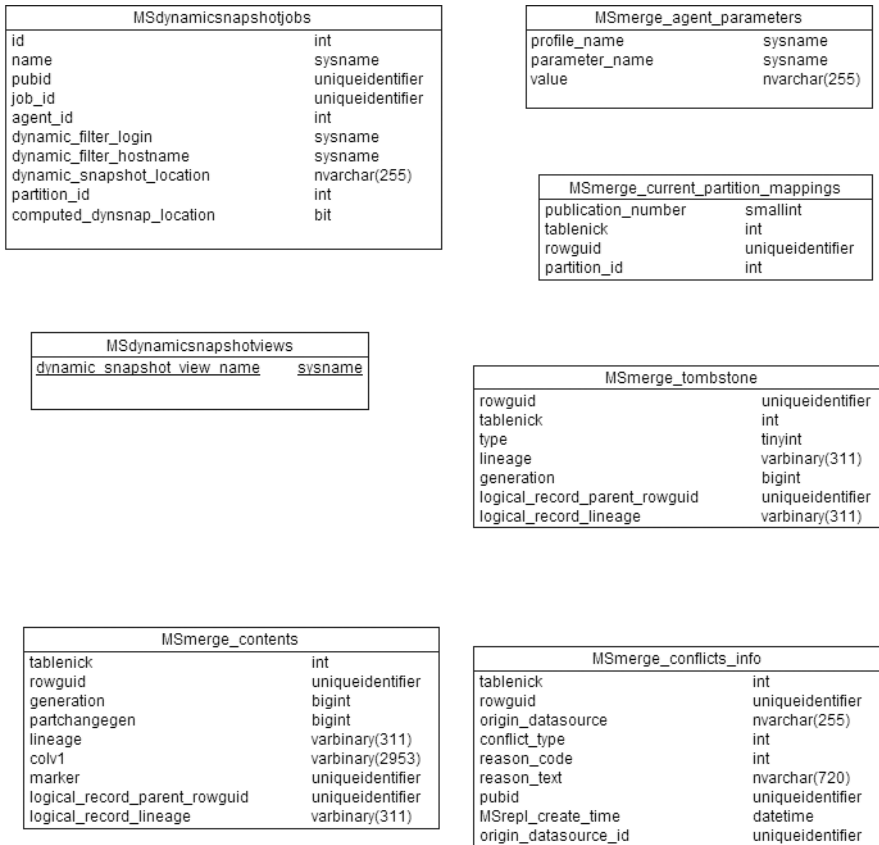 MSdynamicsnapshotjobs
id int
name sysname
pubid uniqueidentifier
job_id uniqueidentifier
agent_id int
dynamic_filter_login sysname
dynamic_filter_hostname sysname
dynamic_snapshot_location nvarchar(255)
partition_id int
computed_dynsnap_location bit
MSmerge_agent_parameters
profile_name sysname
parameter_name sysname
value nvarchar(255)
MSmerge_current_partition_mappings
publication_number smallint
tablenick int
rowguid uniqueidentifier
partition_id int
MSdynamicsnapshotviews
dynamic_snapshot_view_name sysname
MSmerge_tombstone
rowguid uniqueidentifier
tablenick int
type tinyint
lineage varbinary(311)
generation bigint
logical_record_parent_rowguid uniqueidentifier
logical_record_lineage varbinary(311)
MSmerge_contents
tablenick int
rowguid uniqueidentifier
generation bigint
partchangegen bigint
lineage varbinary(311)
colv1 varbinary(2953)
marker uniqueidentifier
logical_record_parent_rowguid uniqueidentifier
logical_record_lineage varbinary(311)
MSmerge_conflicts_info
tablenick int
rowguid uniqueidentifier
origin_datasource nvarchar(255)
conflict_type int
reason_code int
reason_text nvarchar(720)
pubid uniqueidentifier
MSrepl_create_time datetime
origin_datasource_id uniqueidentifier